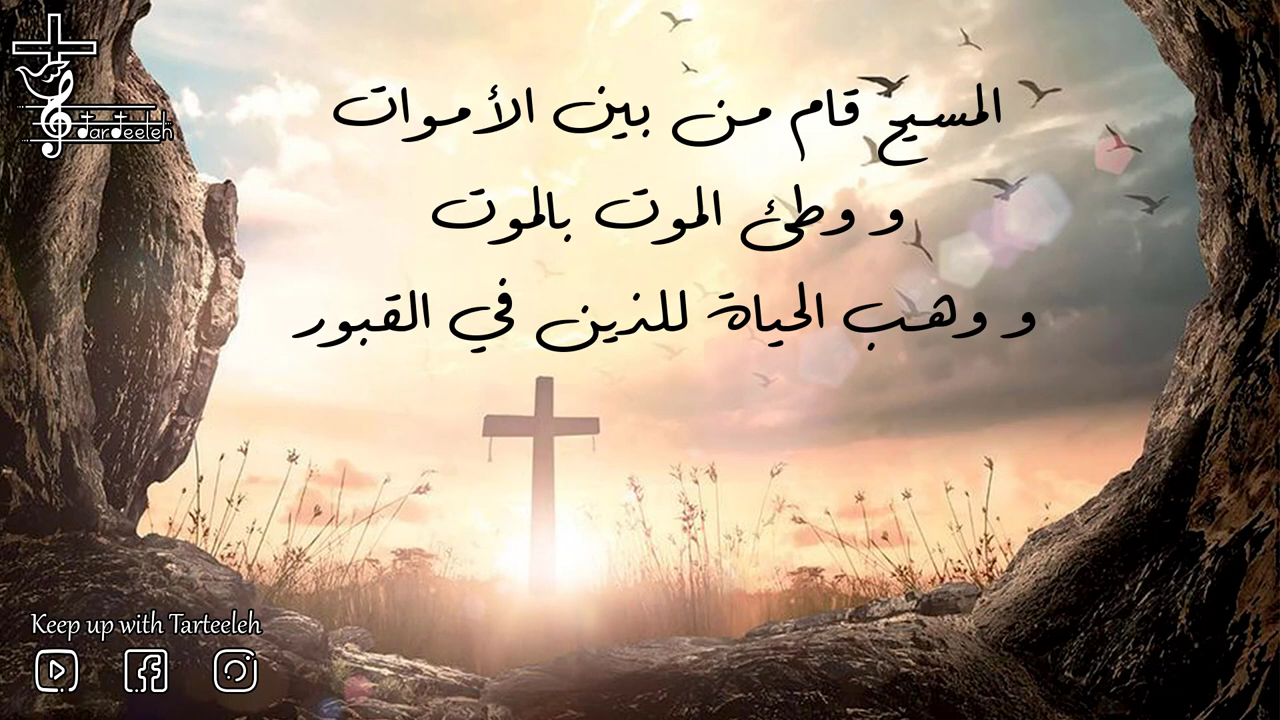 Tarteeleh
المسيح قام من بين الأموات
و وطئ الموت بالموت
و وهب الحياة للذين في القبور
Keep up with Tarteeleh